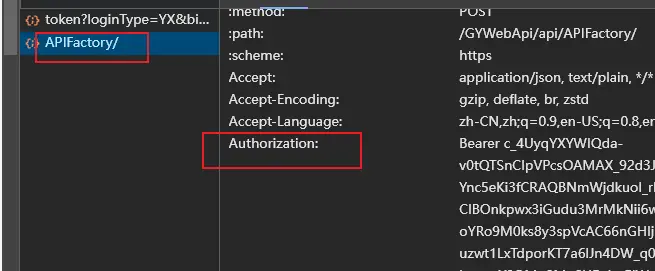 :method: POST
token?loginType=YX&bi...
:path: /GYWebApi/api/APIFactory/
APIFactory/
:scheme: https
Accept: application/json, text/plain, */*
Accept-Encoding: gzip, deflate, br, zstd
Accept-Language: zh-CN,zh;q=0.9,en-US;q=0.8,en
Authorization: Bearer c_4UyqYXYWIQda-
v0tQTSnClpVPcsOAMAX_92d3J
Ync5eKi3fCRAQBNmWjdkuol_r
CIBOnkpwx3iGudu3MrMkNii6w
oYRo9M0ks8y3spVcAC66nGHIj
uzwt1LxTdporKT7a6lJn4DW_q0